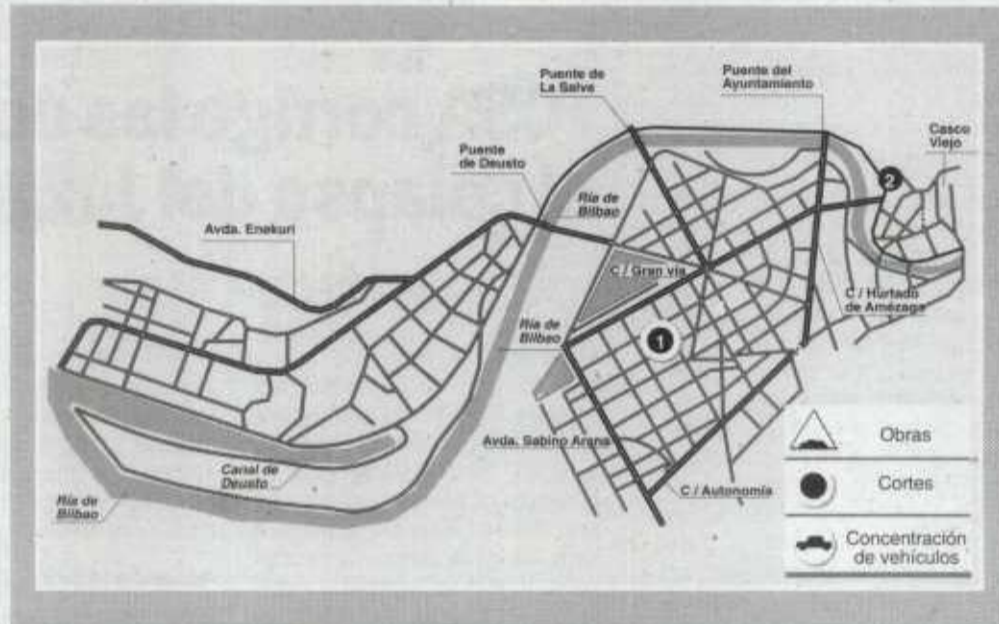 Puente de
La Salve
Puente del
Ayuntamiento
Casco
Viejo
Puente
de Deusto
2
Ría de
Bilbao
Avda. Enekuri
C / Gran vía
C / Hurtado
de Amézaga
Ría de
Bilbao
1
Avda. Sabino Arana
Obras
Canal de
Deusto
C / Autonomía
Cortes
Ría de
Bilbao
Concentración
de vehículos